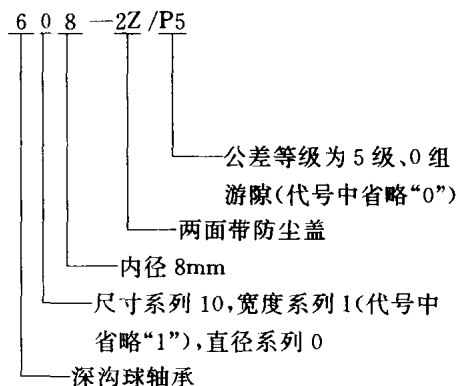 608—2Z/P5
公差等级为5级、0组
游隙(代号中省略“0”)
两面带防尘盖
内径8mm
尺寸系列10,宽度系列1(代号中
省略“1”),直径系列0
深沟球轴承